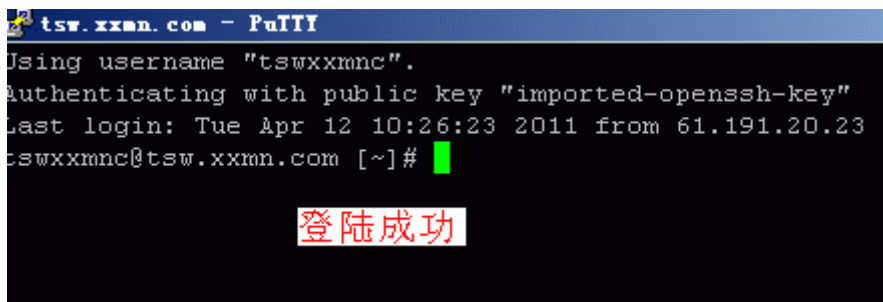 tsw.xxmn.com - PuTTY
Using username "tswxxmnc".
Authenticating with public key "imported-openssh-key"
Last login: Tue Apr 12 10:26:23 2011 from 61.191.20.23
tswxxmnc@tsw.xxmn.com [~]#
登陆成功